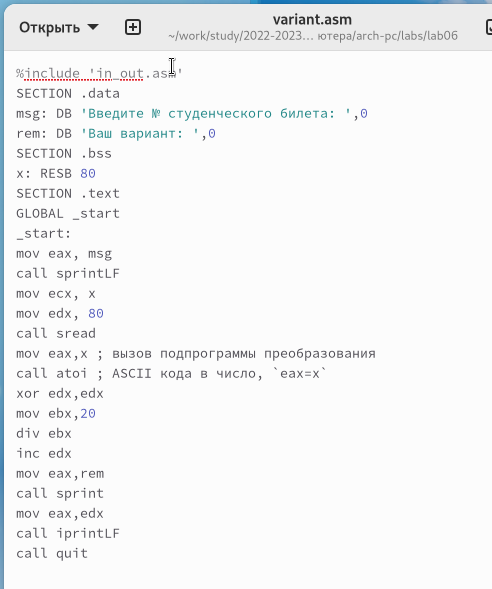 Открыть
variant.asm
~/work/study/2022-2023... ютера/arch-pc/labs/lab06
%include 'in_out.asm'
SECTION .data
msg: DB 'Введите № студенческого билета: ',0
rem: DB 'Ваш вариант: ',0
SECTION .bss
x: RESB 80
SECTION .text
GLOBAL _start
_start:
mov eax, msg
call sprintLF
mov ecx, x
mov edx, 80
call sread
mov eax,x ; вызов подпрограммы преобразования
call atoi ; ASCII кода в число, `eax=x`
xor edx,edx
mov ebx,20
div ebx
inc edx
mov eax,rem
call sprint
mov eax,edx
call iprintLF
call quit